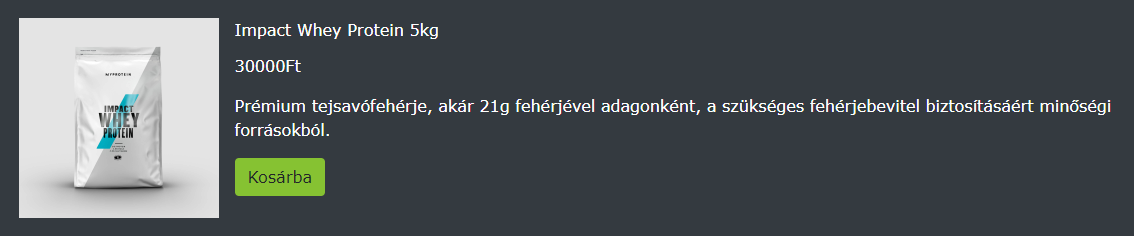 Impact Whey Protein 5kg
30000Ft
Prémium tejsavófehérje, akár 21g fehérjével adagonként, a szükséges fehérjebevitel biztosításáért minőségi
forrásokból.
Kosárba
MYPROTEIN
IMPACT
WHEY
PROTEIN